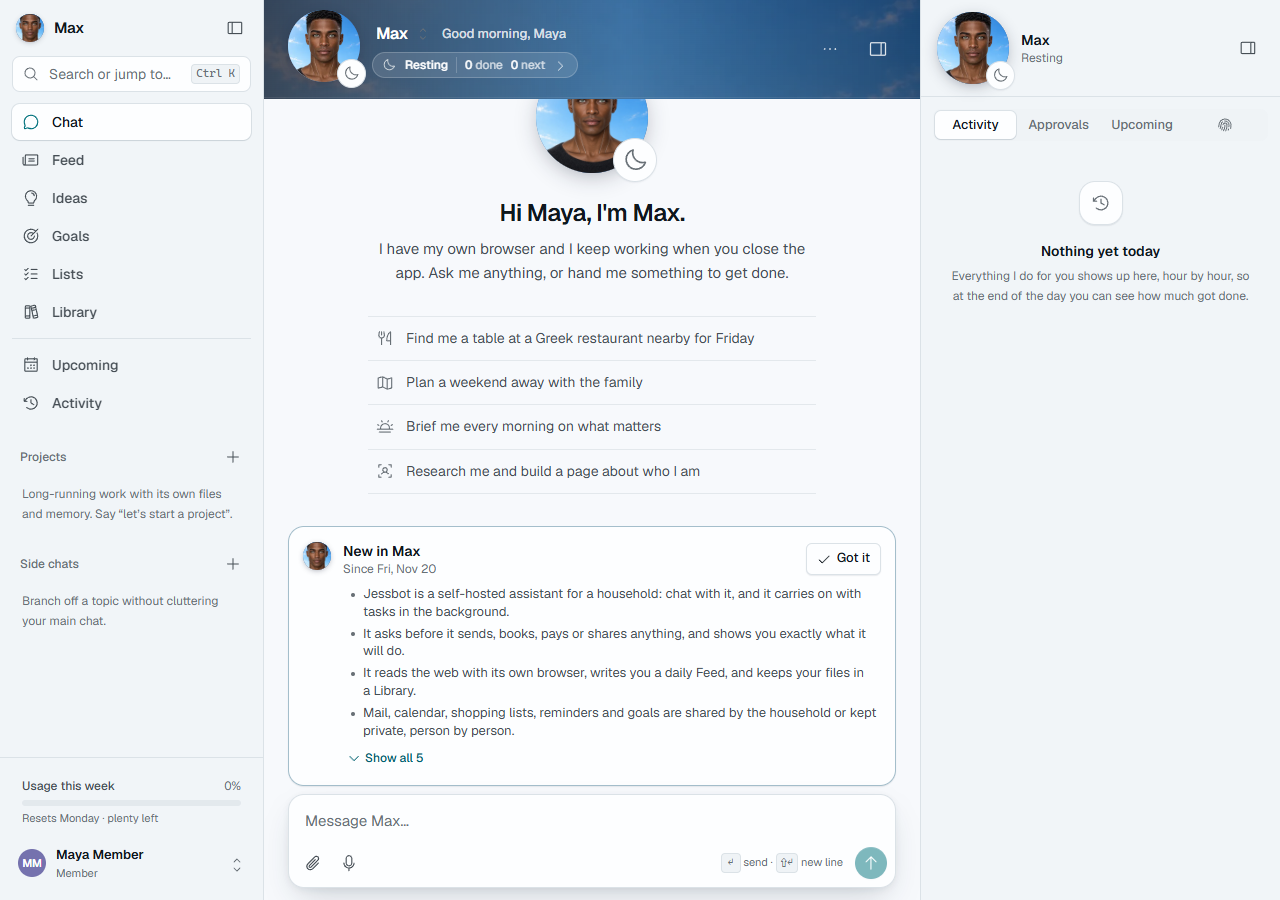 Max
Search or jump to...
Ctrl K
Chat
Feed
Ideas
Goals
Lists
Library
Upcoming
Activity
Projects
Long-running work with its own files
and memory. Say “let's start a project”.
Side chats
Branch off a topic without cluttering
your main chat.
Usage this week 0%
Resets Monday · plenty left
MM
Maya Member
Member
Max
Good morning, Maya
Resting 0 done 0 next
Hi Maya, I'm Max.
I have my own browser and I keep working when you close the
app. Ask me anything, or hand me something to get done.
Find me a table at a Greek restaurant nearby for Friday
Plan a weekend away with the family
Brief me every morning on what matters
Research me and build a page about who I am
New in Max
Since Fri, Nov 20
Got it
• Jessbot is a self-hosted assistant for a household: chat with it, and it carries on with
tasks in the background.
• It asks before it sends, books, pays or shares anything, and shows you exactly what it
will do.
• It reads the web with its own browser, writes you a daily Feed, and keeps your files in
a Library.
• Mail, calendar, shopping lists, reminders and goals are shared by the household or kept
private, person by person.
Show all 5
Message Max...
↵ send · ⇧↵ new line
Max
Resting
Activity
Approvals
Upcoming
Nothing yet today
Everything I do for you shows up here, hour by hour, so
at the end of the day you can see how much got done.